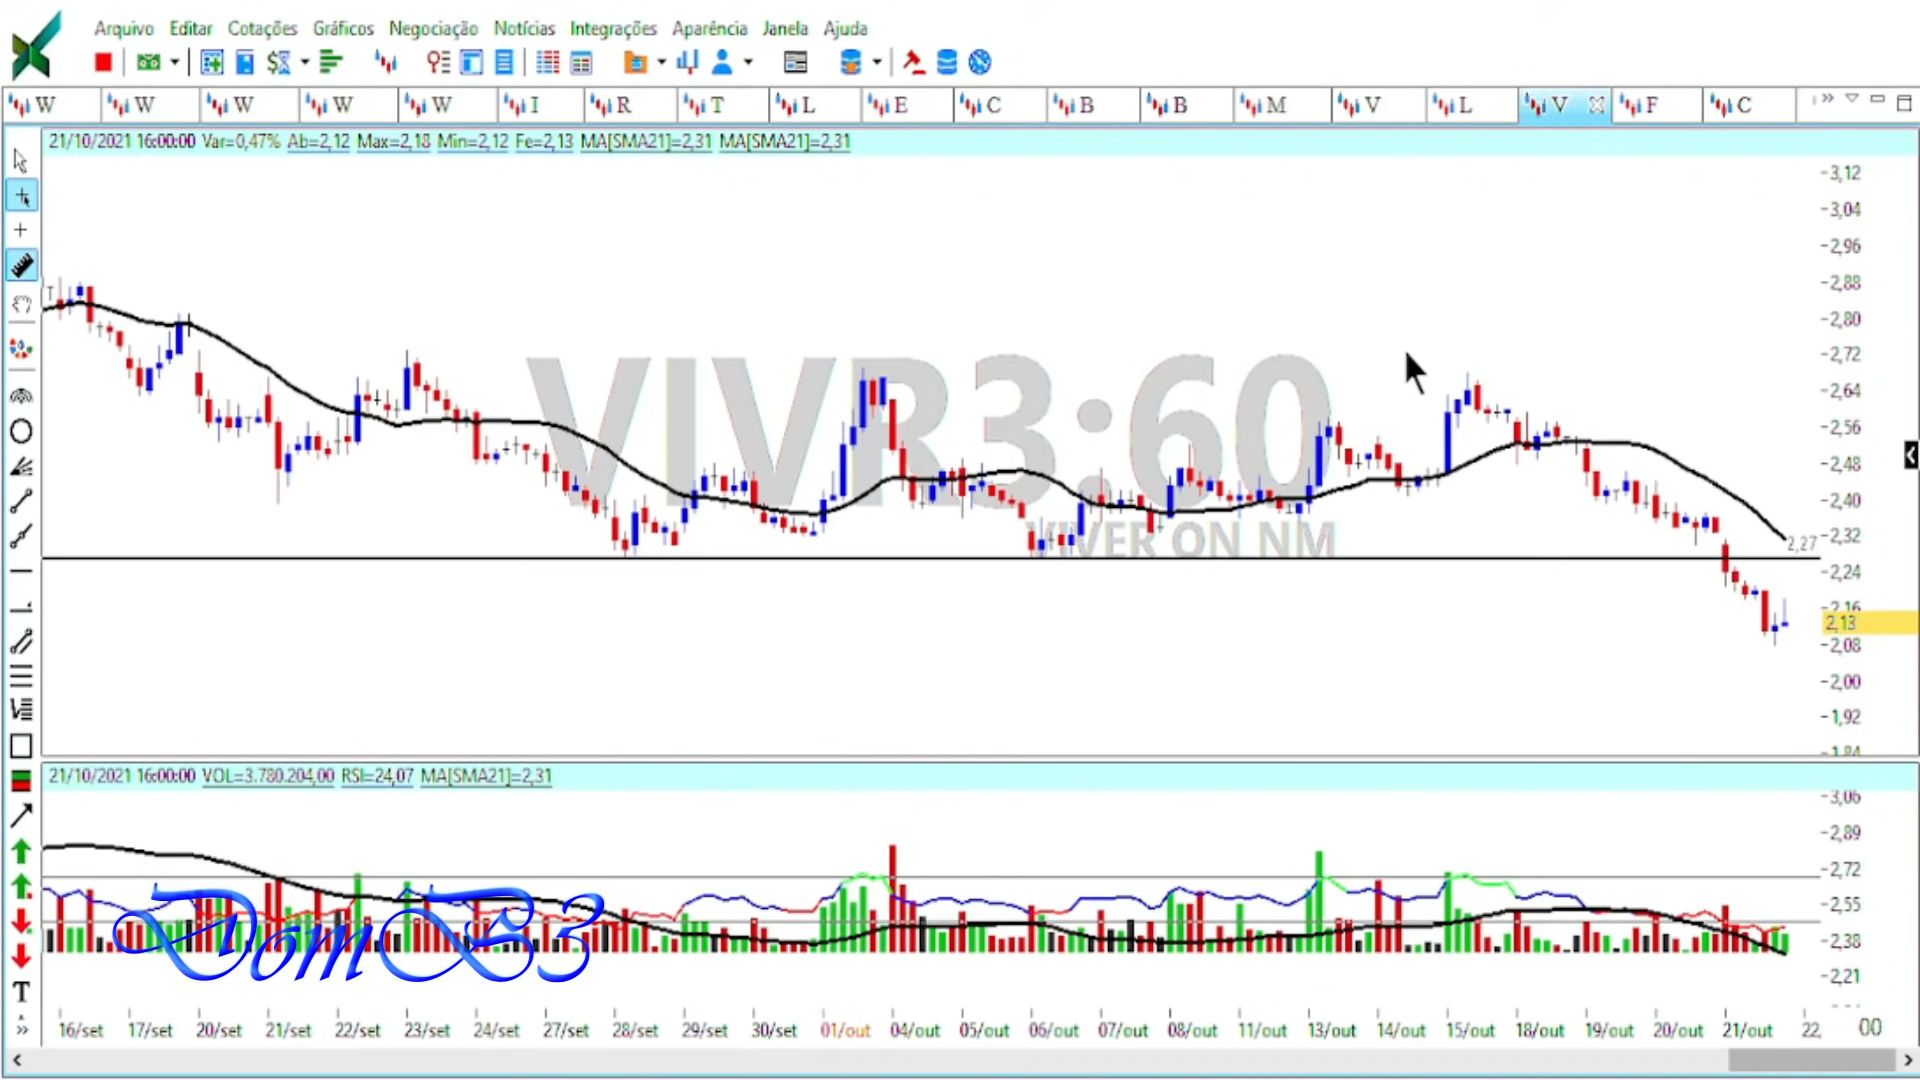 Arquivo Editar Cotações Gráficos Negociação Notícias Integrações Aparência Janela Ajuda
W W W W W I R T L E C B B M V L V F C
21/10/2021 16:00:00 Var=0,47% Ab=2,12 Max=2,18 Min=2,12 Fe=2,13 MA[SMA21]=2,31 MA[SMA21]=2,31
3,12
3,04
2,96
2,88
2,80
2,72
2,64
2,56
2,48
2,40
2,32
2,27
2,24
2,16
2,13
2,08
2,00
1,92
1,84
VIVR3:60
VIVER ON NM
21/10/2021 16:00:00 VOL=3.780.204,00 RSI=24,07 MA[SMA21]=2,31
3,06
2,89
2,72
2,55
2,38
2,21
DomB3
T
16/set 17/set 20/set 21/set 22/set 23/set 24/set 27/set 28/set 29/set 30/set 01/out 04/out 05/out 06/out 07/out 08/out 11/out 13/out 14/out 15/out 18/out 19/out 20/out 21/out 22, 00